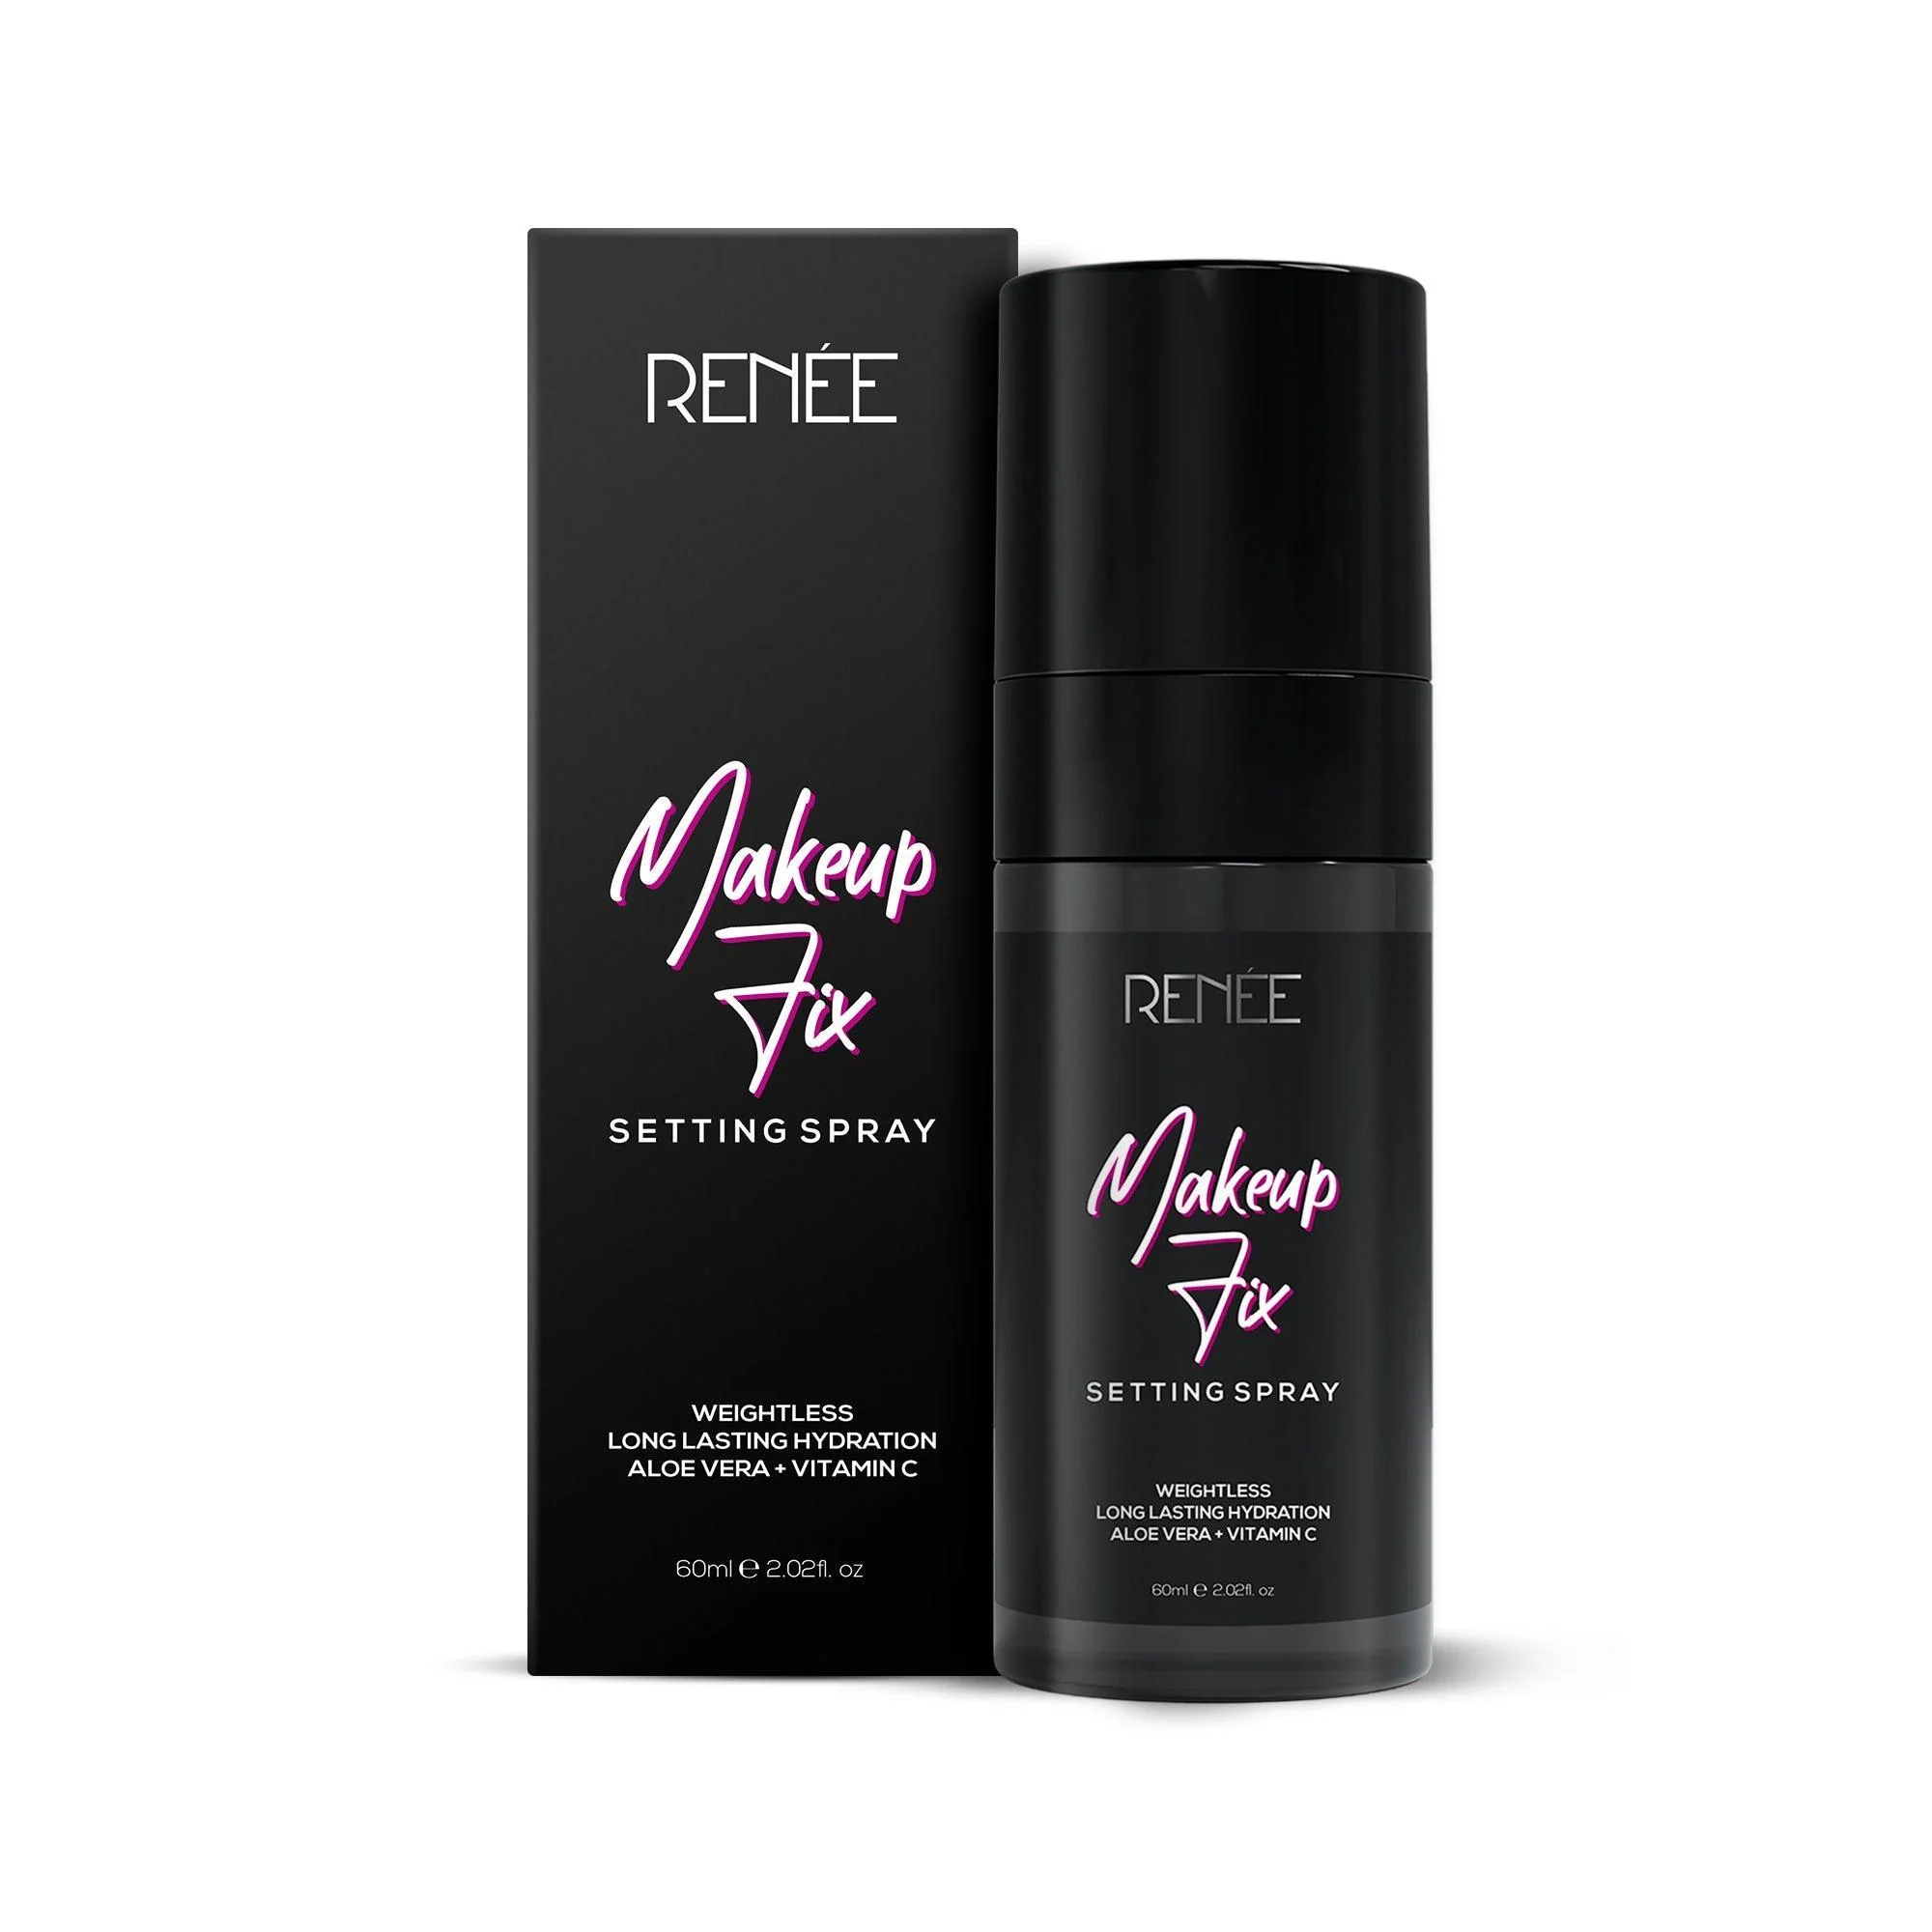 RENÉE
Makeup
Fix
SETTING SPRAY
WEIGHTLESS
LONG LASTING HYDRATION
ALOE VERA + VITAMIN C
60ml ℮ 2.02fl. oz
RENÉE
Makeup
Fix
SETTING SPRAY
WEIGHTLESS
LONG LASTING HYDRATION
ALOE VERA + VITAMIN C
60ml ℮ 2.02fl. oz